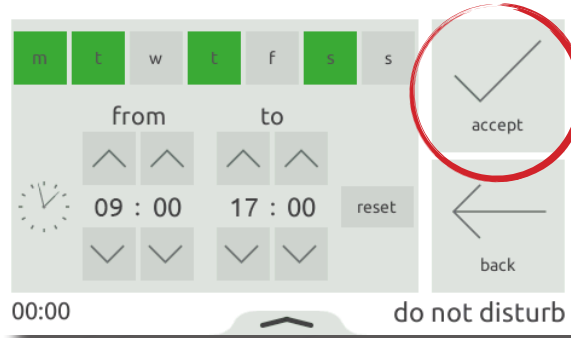 m t w t f s s
accept
from to
09 : 00 17 : 00 reset
back
00:00 do not disturb